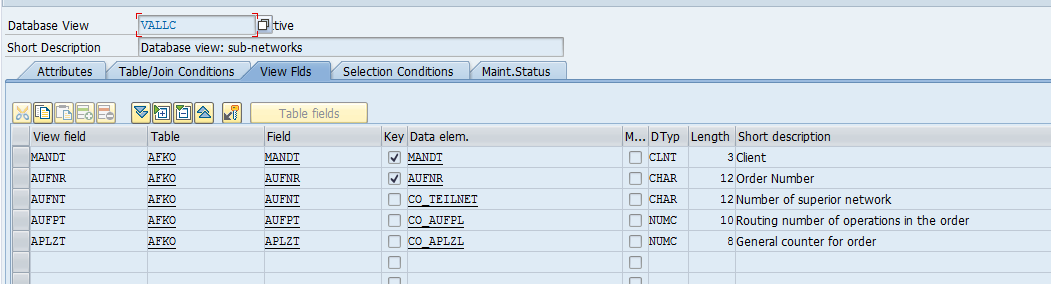 Database View VALLC tive
Short Description Database view: sub-networks
Attributes Table/Join Conditions View Flds Selection Conditions Maint.Status
Table fields
View field Table Field Key Data elem. M... DTyp Length Short description
MANDT AFKO MANDT MANDT CLNT 3 Client
AUFNR AFKO AUFNR AUFNR CHAR 12 Order Number
AUFNT AFKO AUFNT CO_TEILNET CHAR 12 Number of superior network
AUFPT AFKO AUFPT CO_AUFPL NUMC 10 Routing number of operations in the order
APLZT AFKO APLZT CO_APLZL NUMC 8 General counter for order